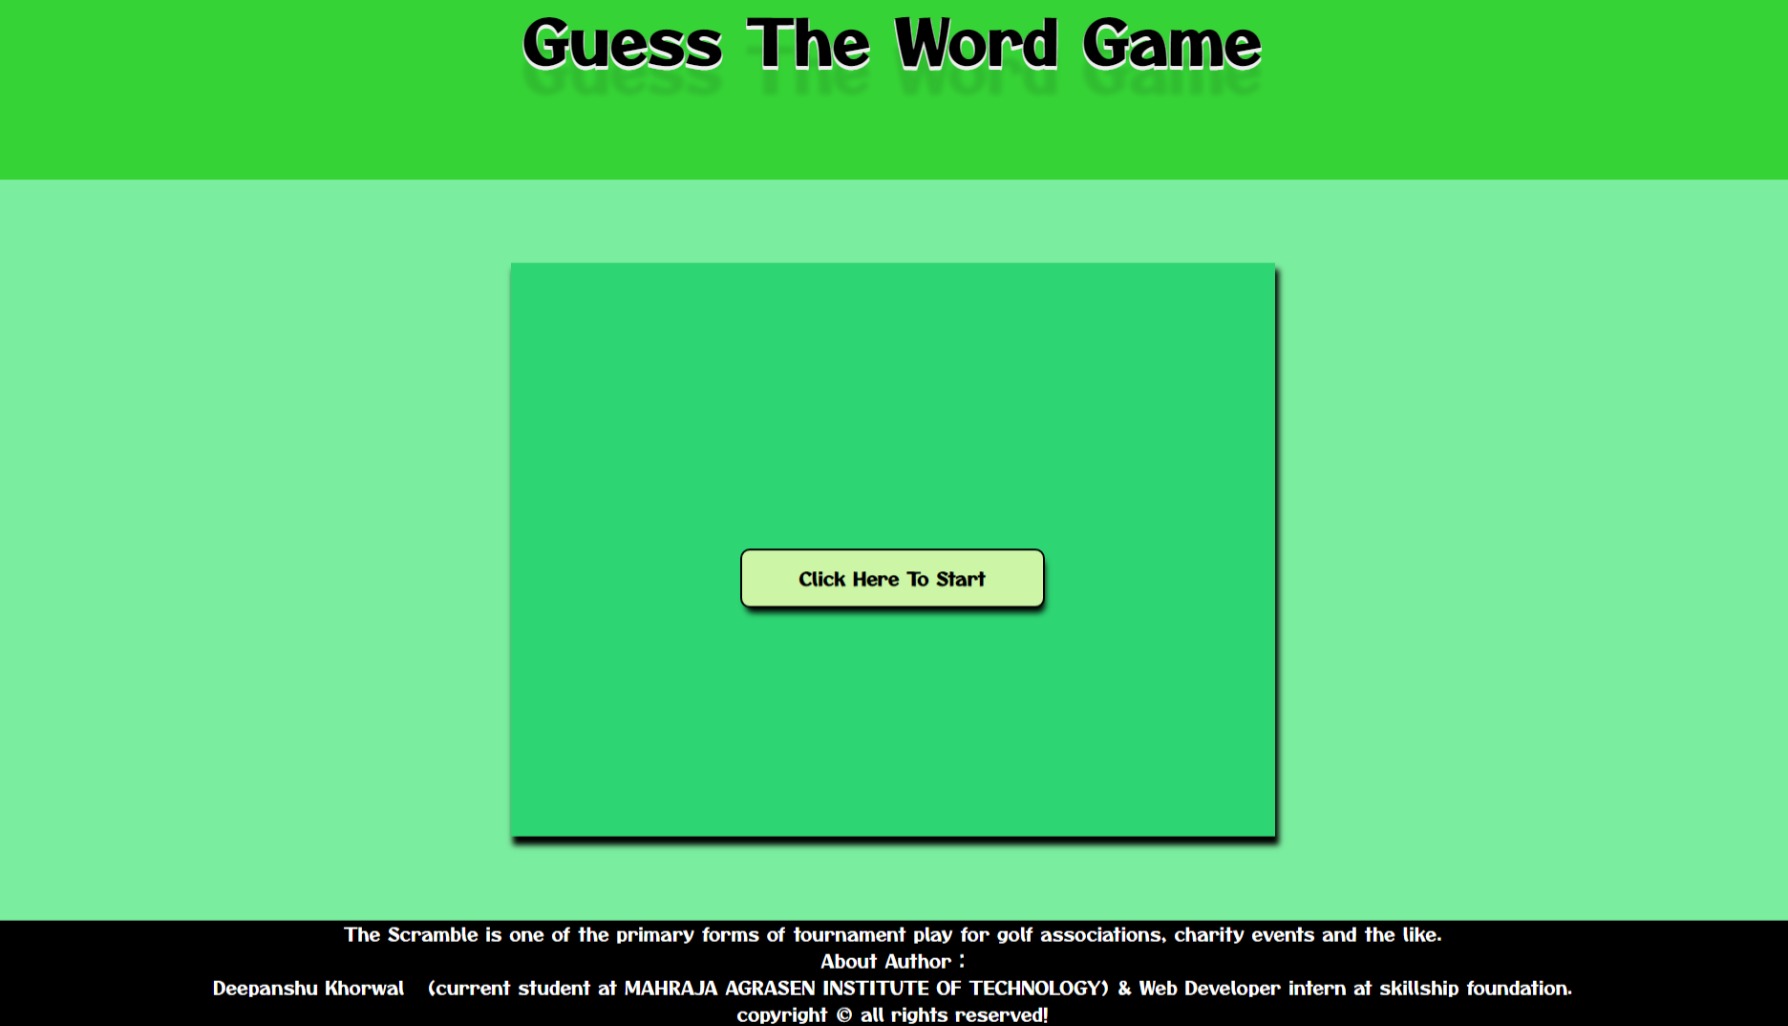 Guess The Word Game
Click Here To Start
The Scramble is one of the primary forms of tournament play for golf associations, charity events and the like.
About Author :
Deepanshu Khorwal (current student at MAHRAJA AGRASEN INSTITUTE OF TECHNOLOGY) & Web Developer intern at skillship foundation.
copyright © all rights reserved!